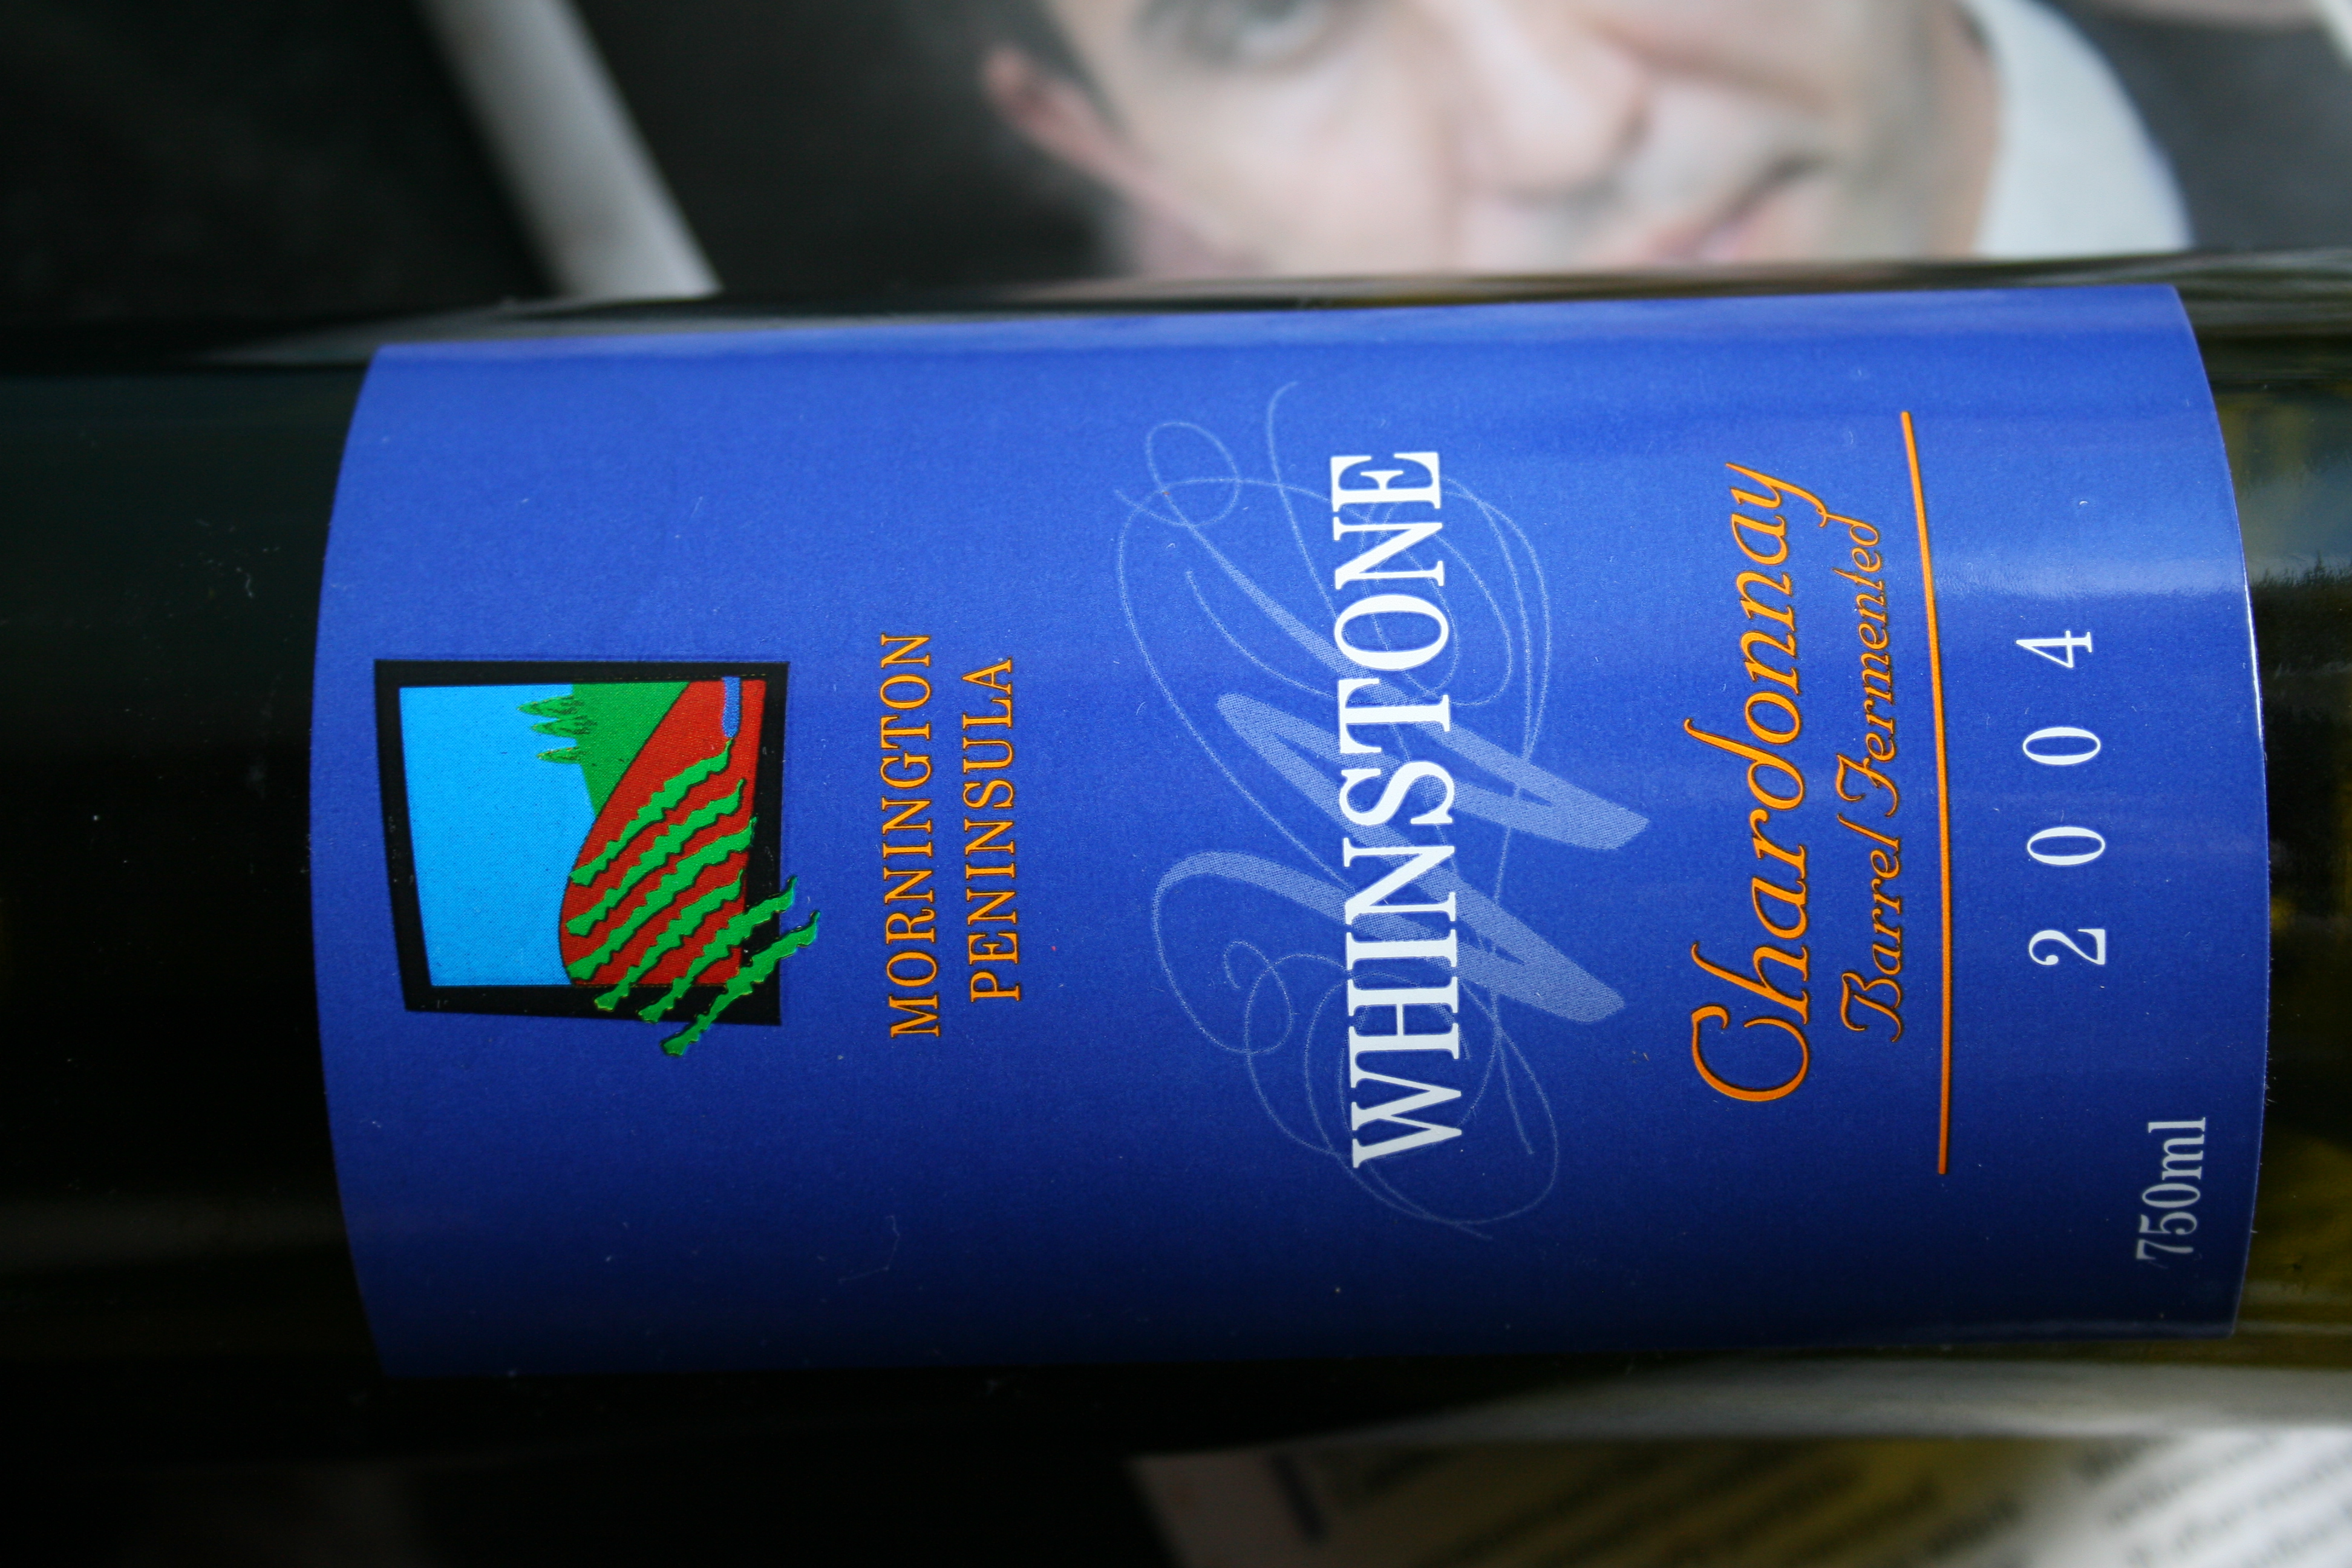 MORNINGTON
PENINSULA
WHINSTONE
Chardonnay
Barrel Fermented
2004
750ml